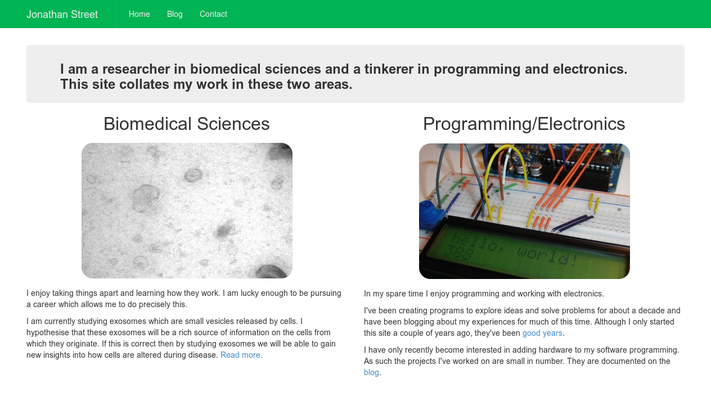 Jonathan Street Home Blog Contact
I am a researcher in biomedical sciences and a tinkerer in programming and electronics.
This site collates my work in these two areas.
Biomedical Sciences
I enjoy taking things apart and learning how they work. I am lucky enough to be pursuing
a career which allows me to do precisely this.
I am currently studying exosomes which are small vesicles released by cells. I
hypothesise that these exosomes will be a rich source of information on the cells from
which they originate. If this is correct then by studying exosomes we will be able to gain
new insights into how cells are altered during disease. Read more.
Programming/Electronics
hello, world!
388
In my spare time I enjoy programming and working with electronics.
I've been creating programs to explore ideas and solve problems for about a decade and
have been blogging about my experiences for much of this time. Although I only started
this site a couple of years ago, they've been good years.
I have only recently become interested in adding hardware to my software programming.
As such the projects I've worked on are small in number. They are documented on the
blog.